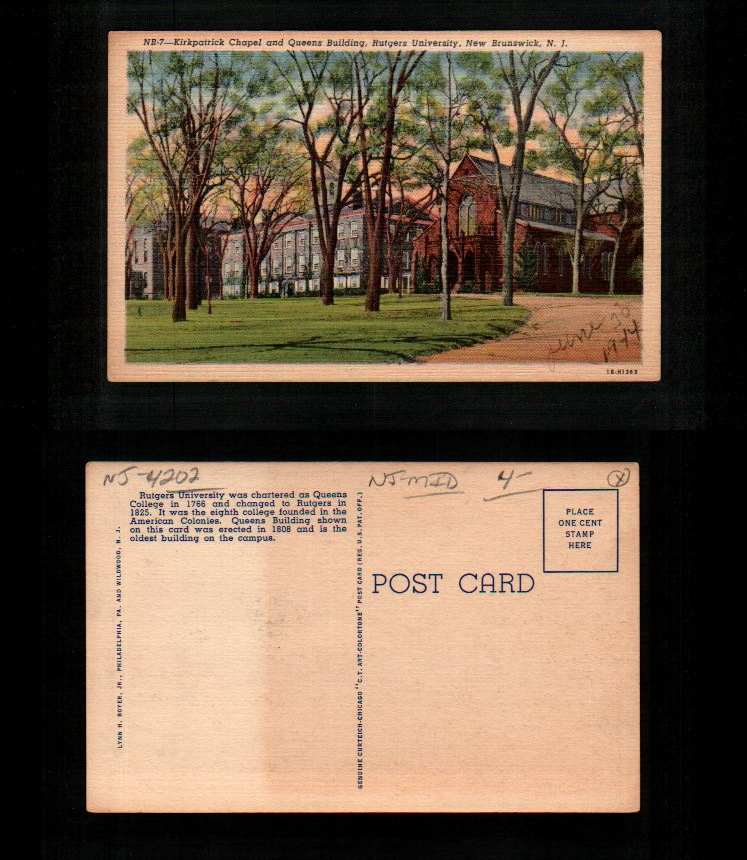 NB-7—Kirkpatrick Chapel and Queens Building, Rutgers University, New Brunswick, N. J.
June 20
1944
1B-H1363
NJ-4202
NJ-MID 4-
X
Rutgers University was chartered as Queens
College in 1766 and changed to Rutgers in
1825. It was the eighth college founded in the
American Colonies. Queens Building shown
on this card was erected in 1808 and is the
oldest building on the campus.
LYNN H. BOYER, JR., PHILADELPHIA, PA. AND WILDWOOD, N. J.
GENUINE CURTEICH-CHICAGO "C.T. ART-COLORTONE" POST CARD (REG. U.S. PAT. OFF.)
POST CARD
PLACE
ONE CENT
STAMP
HERE